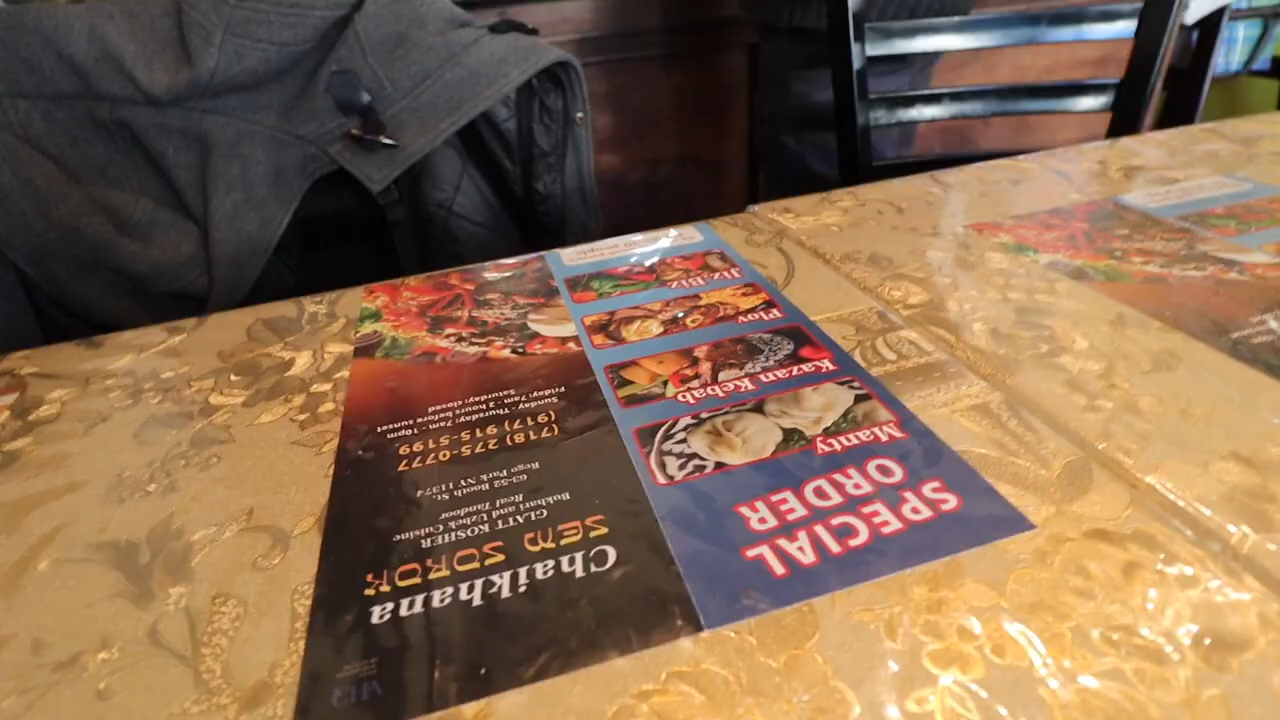 Chaikhana
SEM SOROK
GLATT KOSHER
Bukhari and Uzbek Cuisine
Real Tandoor
63-52 Booth St.
Rego Park NY 11374
(718) 275-0777
(917) 915-5199
Sunday - Thursday: 7am - 10pm
Friday: 7am - 2 hours before sunset
Saturday: closed
SPECIAL
ORDER
Manty
Kazan Kebab
Plov
Jiz-Biz
people